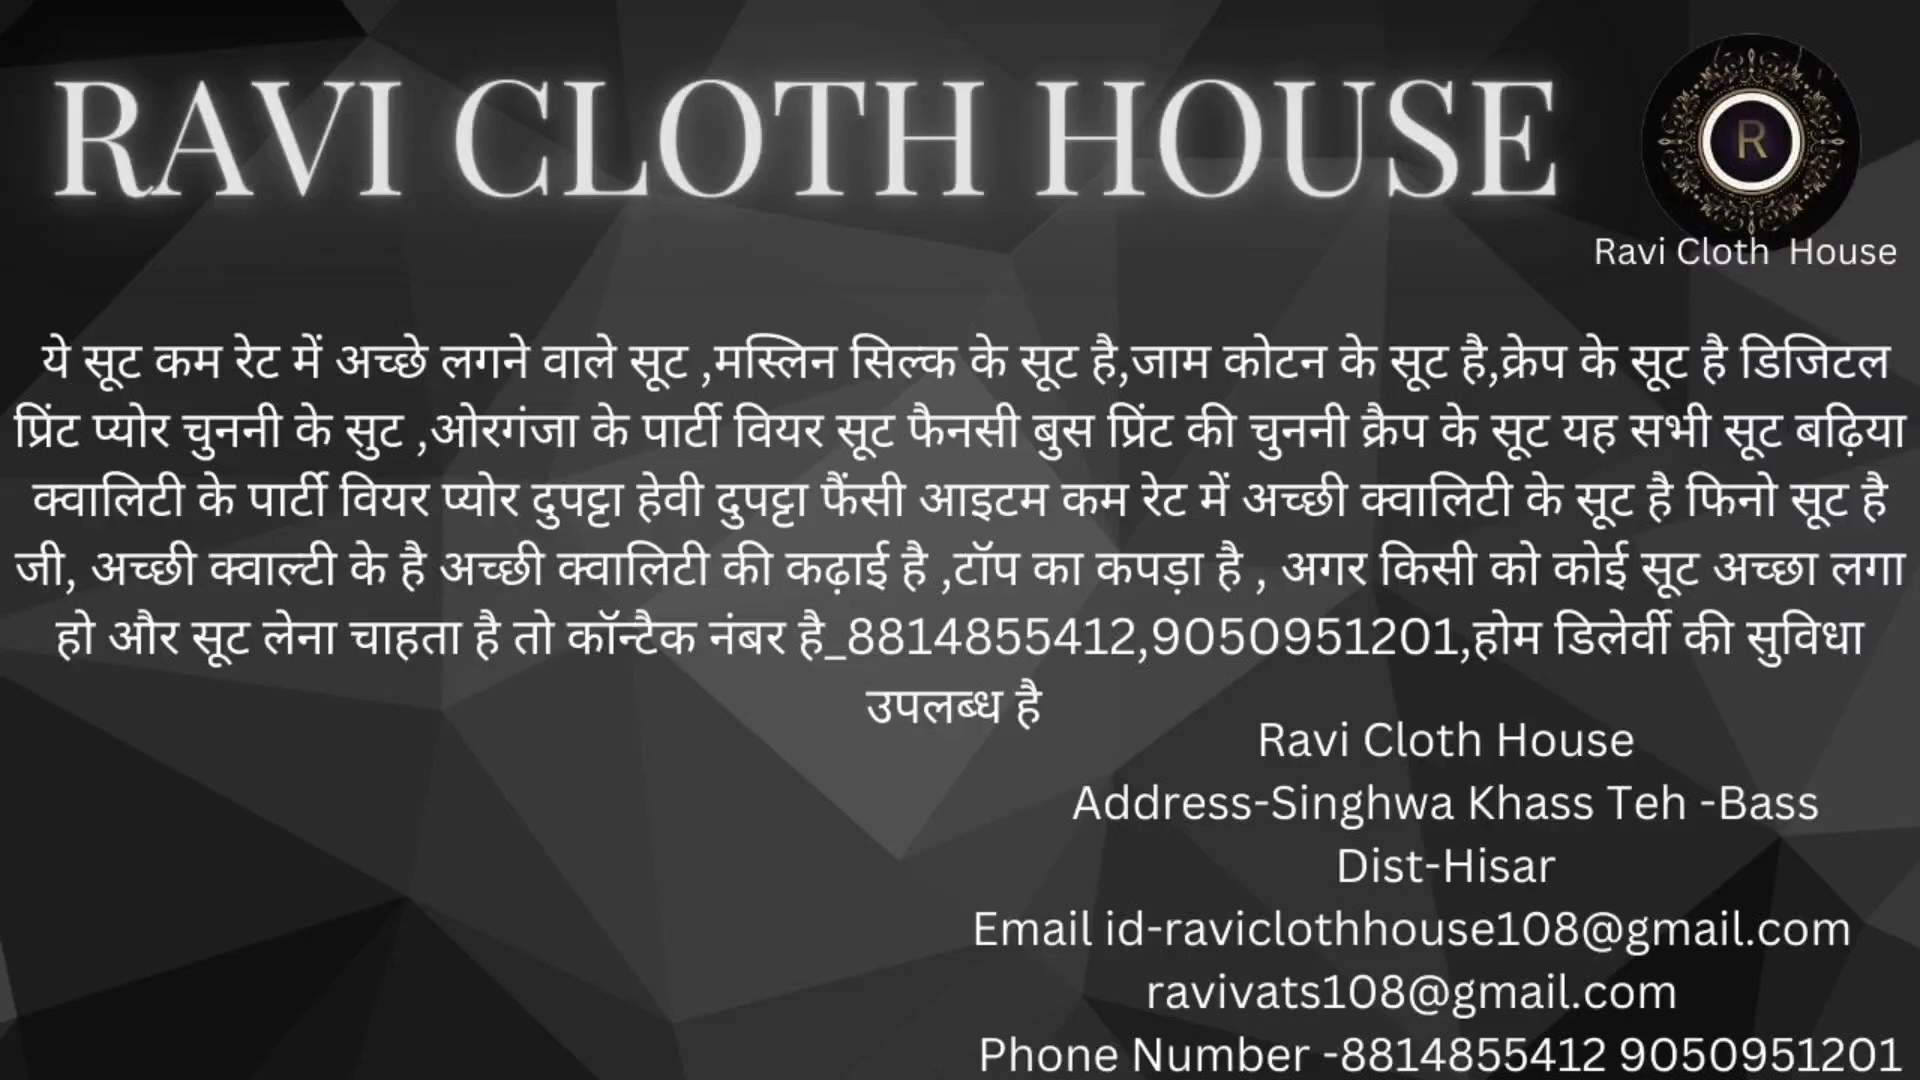 RAVI CLOTH HOUSE
R
Ravi Cloth House
ये सूट कम रेट में अच्छे लगने वाले सूट ,मस्लिन सिल्क के सूट है,जाम कोटन के सूट है,क्रेप के सूट है डिजिटल
प्रिंट प्योर चुननी के सुट ,ओरगंजा के पार्टी वियर सूट फैनसी बुस प्रिंट की चुननी क्रैप के सूट यह सभी सूट बढ़िया
क्वालिटी के पार्टी वियर प्योर दुपट्टा हेवी दुपट्टा फैंसी आइटम कम रेट में अच्छी क्वालिटी के सूट है फिनो सूट है
जी, अच्छी क्वाल्टी के है अच्छी क्वालिटी की कढ़ाई है ,टॉप का कपड़ा है , अगर किसी को कोई सूट अच्छा लगा
हो और सूट लेना चाहता है तो कॉन्टैक नंबर है_8814855412,9050951201,होम डिलेर्वी की सुविधा
उपलब्ध है
Ravi Cloth House
Address-Singhwa Khass Teh -Bass
Dist-Hisar
Email id-raviclothhouse108@gmail.com
ravivats108@gmail.com
Phone Number -8814855412 9050951201